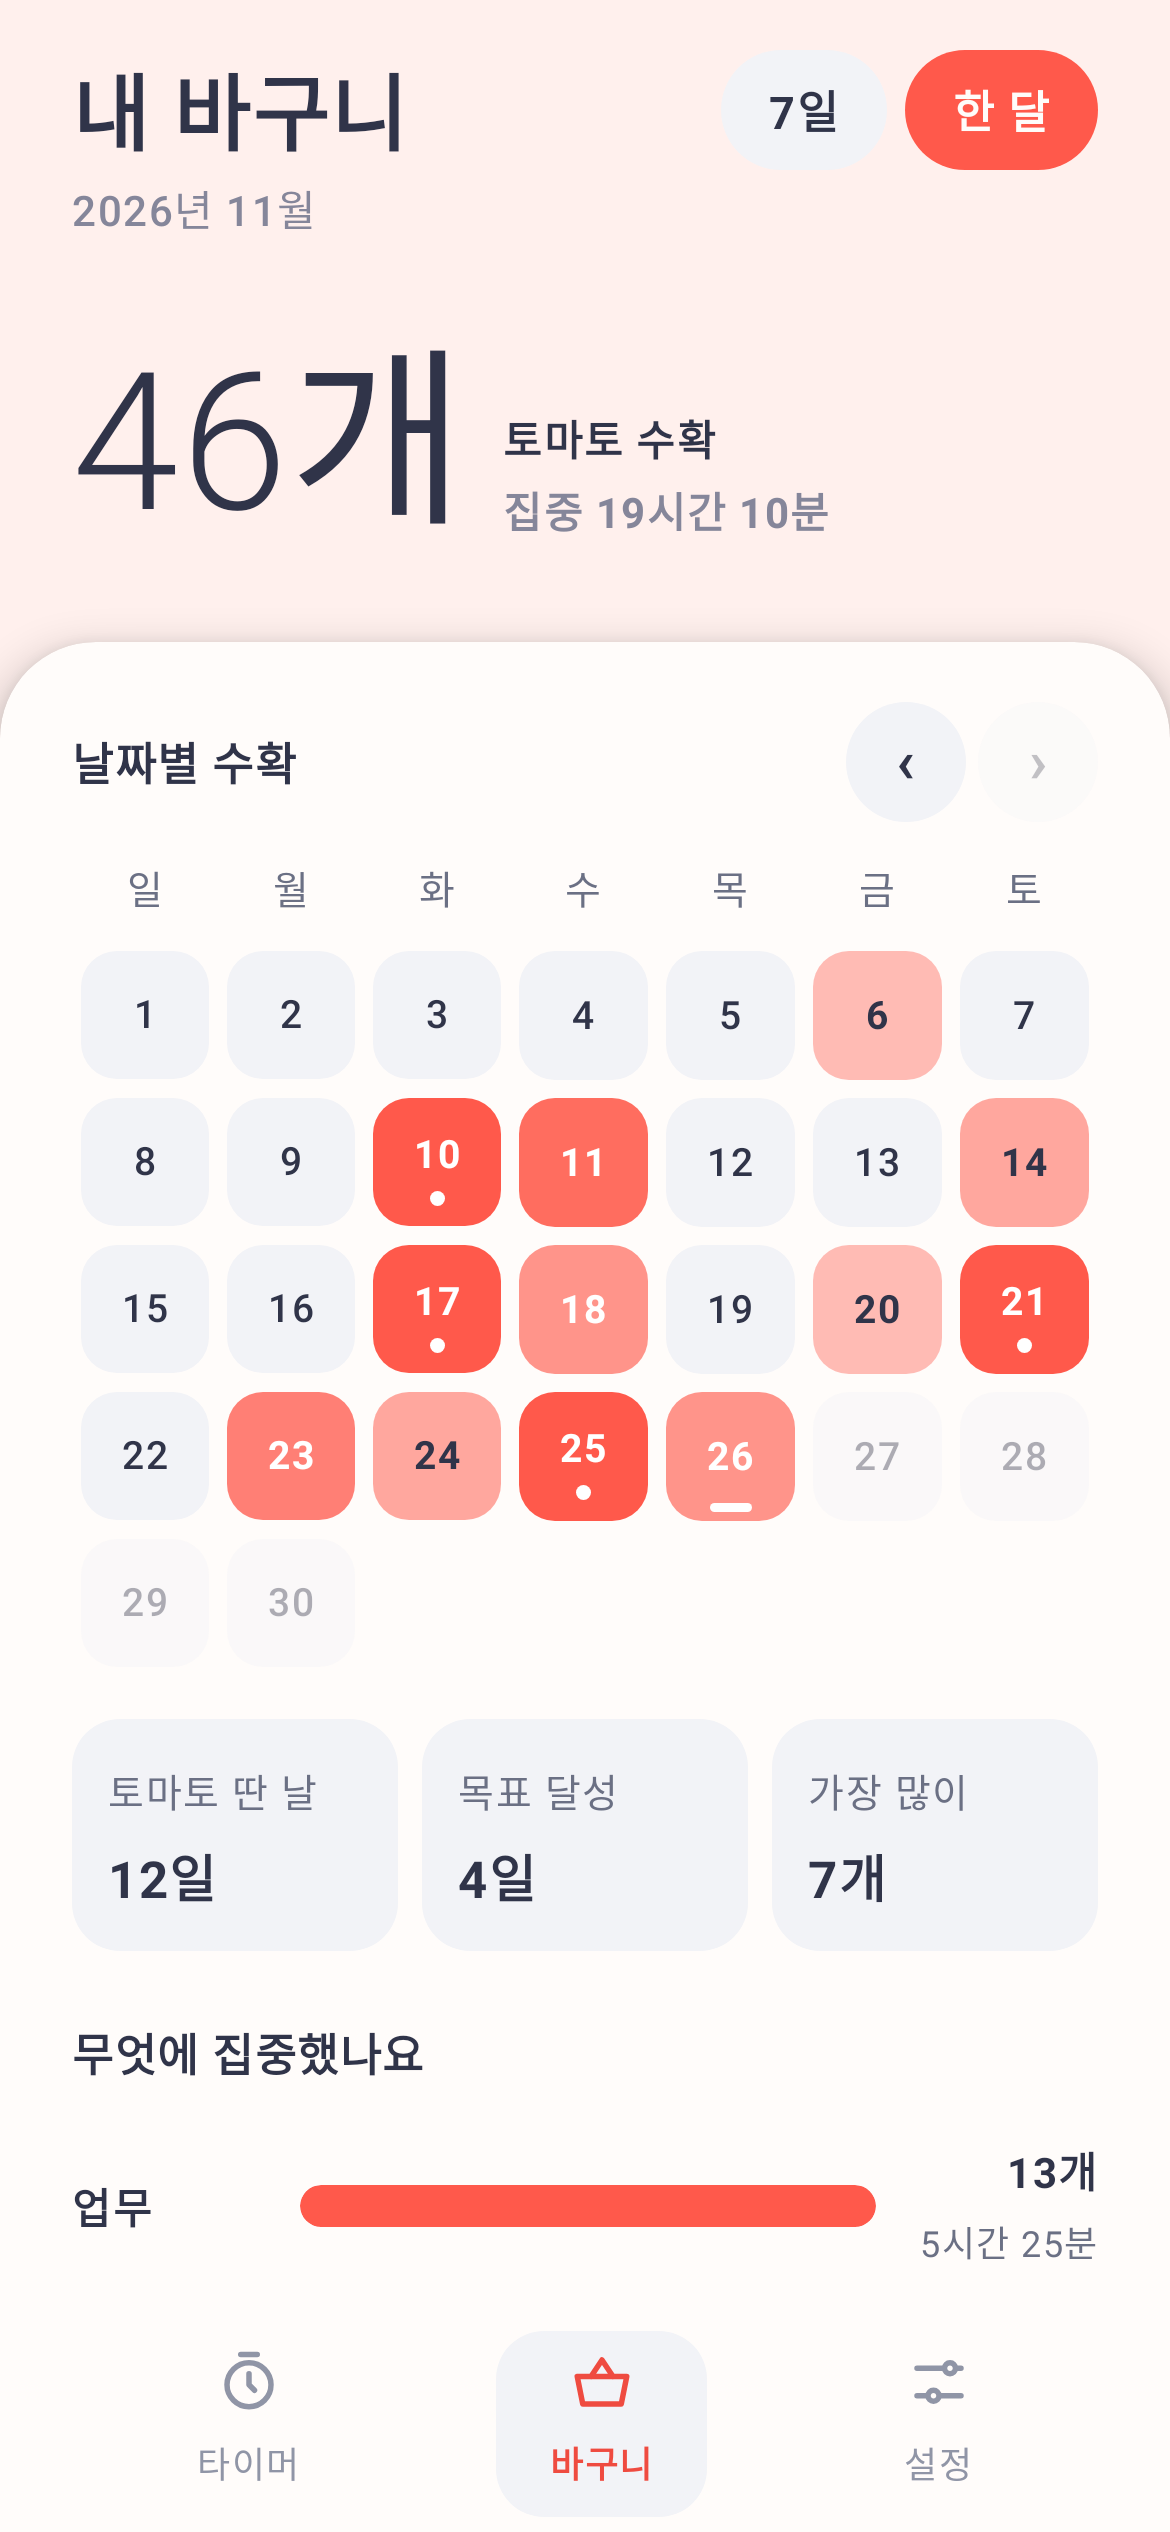 내 바구니
7일
한 달
2026년 11월
46개
토마토 수확
집중 19시간 10분
날짜별 수확
‹ ›
일 월 화 수 목 금 토
1 2 3 4 5 6 7
8 9 10 11 12 13 14
15 16 17 18 19 20 21
22 23 24 25 26 27 28
29 30
토마토 딴 날
12일
목표 달성
4일
가장 많이
7개
무엇에 집중했나요
업무
13개
5시간 25분
타이머
바구니
설정